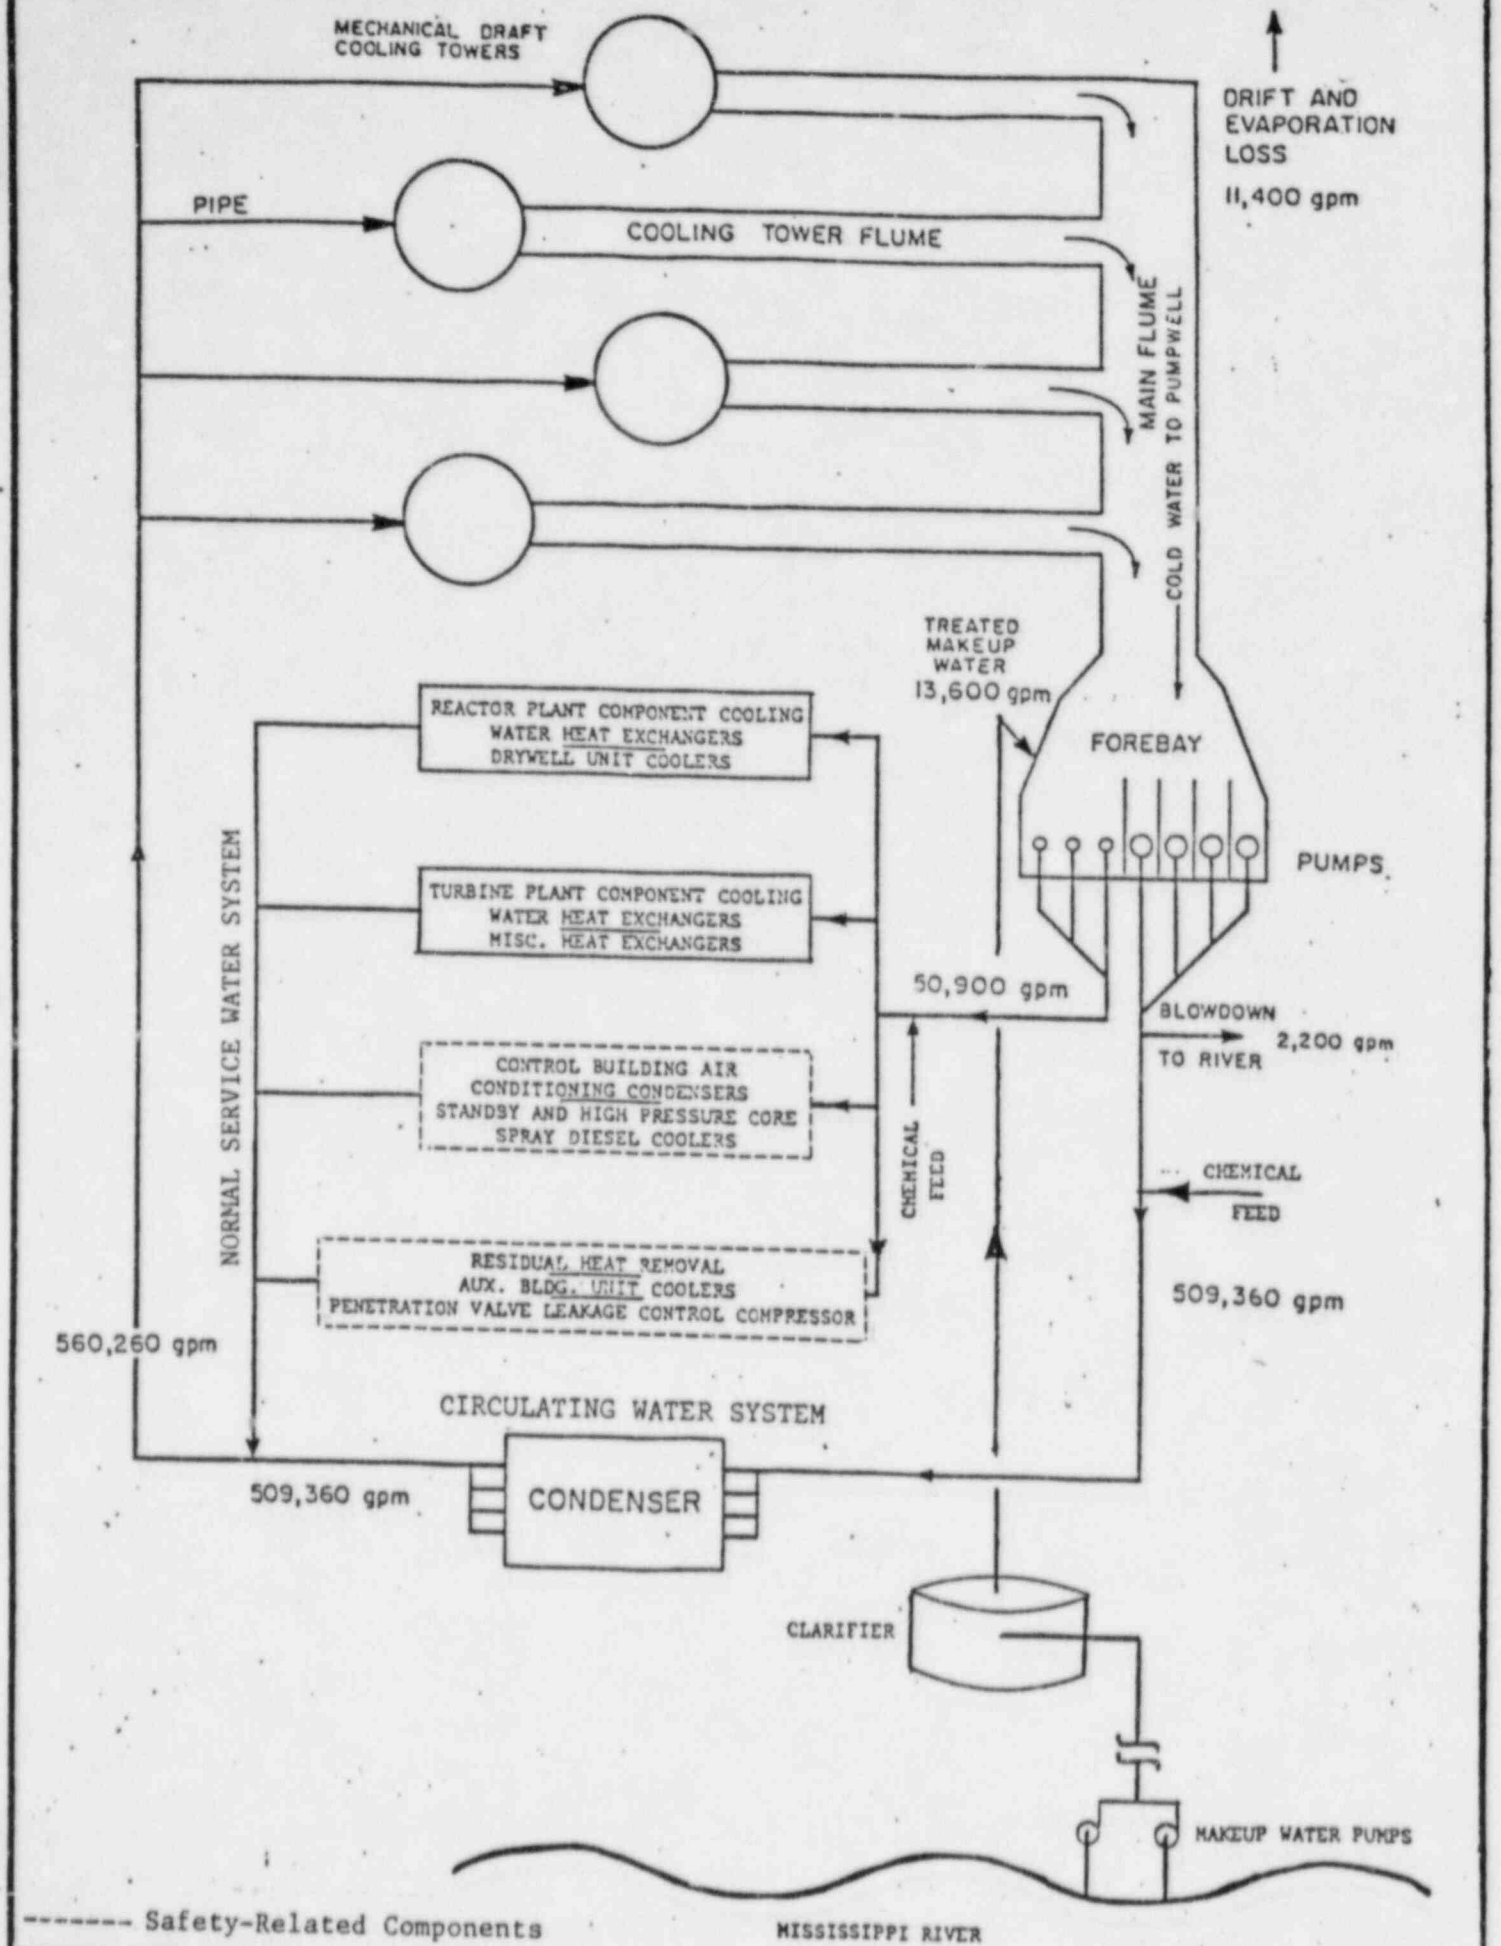 MECHANICAL DRAFT
COOLING TOWERS
DRIFT AND
EVAPORATION
LOSS
11,400 gpm
PIPE
COOLING TOWER FLUME
MAIN FLUME
COLD WATER TO PUMPWELL
TREATED
MAKEUP
WATER
13,600 gpm
FOREBAY
PUMPS
REACTOR PLANT COMPONENT COOLING
WATER HEAT EXCHANGERS
DRYWELL UNIT COOLERS
TURBINE PLANT COMPONENT COOLING
WATER HEAT EXCHANGERS
MISC. HEAT EXCHANGERS
NORMAL SERVICE WATER SYSTEM
50,900 gpm
BLOWDOWN
2,200 gpm
TO RIVER
CONTROL BUILDING AIR
CONDITIONING CONDENSERS
STANDBY AND HIGH PRESSURE CORE
SPRAY DIESEL COOLERS
CHEMICAL
FEED
CHEMICAL
FEED
RESIDUAL HEAT REMOVAL
AUX. BLDG. UNIT COOLERS
PENETRATION VALVE LEAKAGE CONTROL COMPRESSOR
509,360 gpm
560,260 gpm
CIRCULATING WATER SYSTEM
509,360 gpm
CONDENSER
CLARIFIER
MAKEUP WATER PUMPS
Safety-Related Components
MISSISSIPPI RIVER